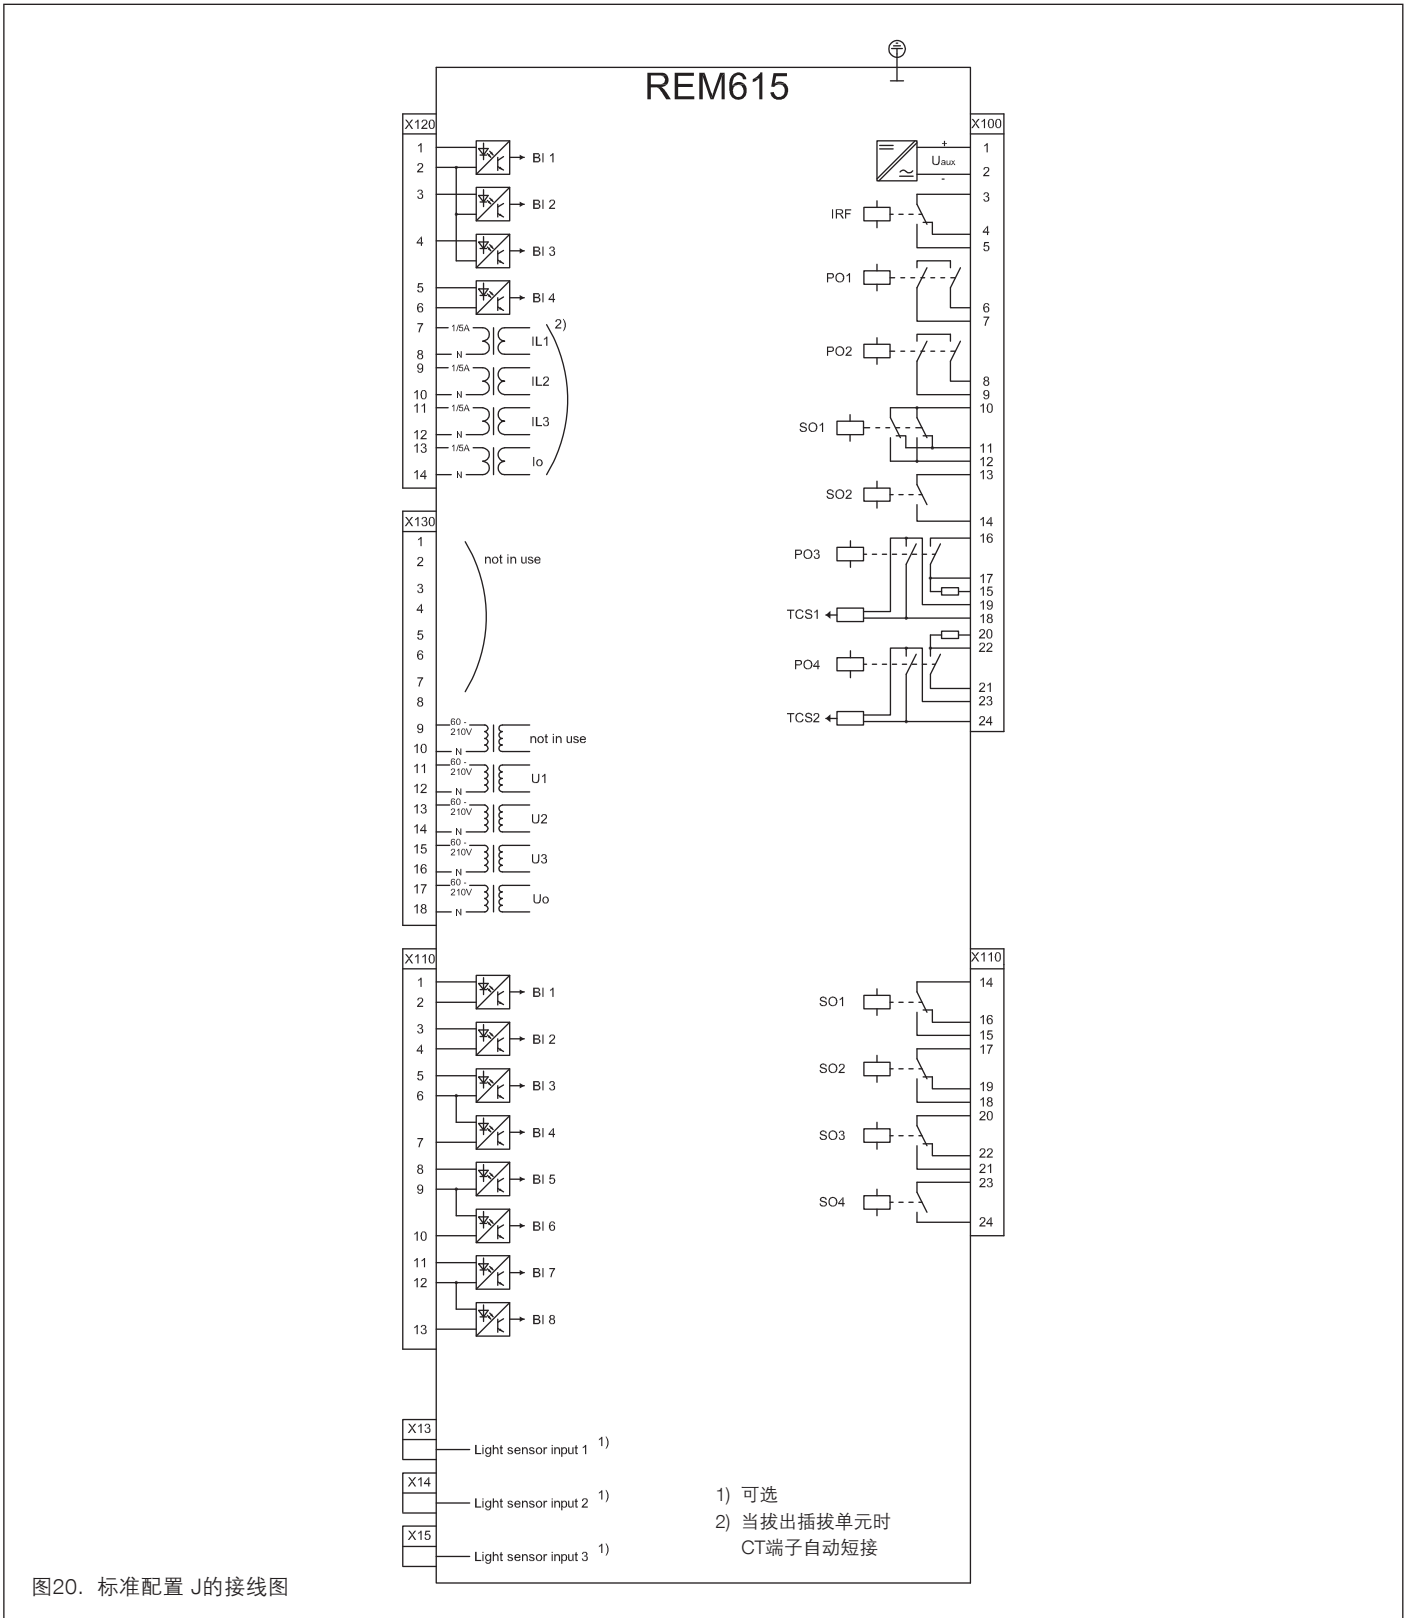 REM615
X120
1
2
BI 1
3
BI 2
4
BI 3
5
6
BI 4
7
1/5A
2)
IL1
8
N
9
1/5A
IL2
10
N
11
1/5A
IL3
12
N
13
1/5A
Io
14
N
X130
1
2
not in use
3
4
5
6
7
8
9
60 -
210V
not in use
10
N
11
60 -
210V
U1
12
N
13
60 -
210V
U2
14
N
15
60 -
210V
U3
16
N
17
60 -
210V
Uo
18
N
X110
1
2
BI 1
3
4
BI 2
5
6
BI 3
7
BI 4
8
9
BI 5
10
BI 6
11
12
BI 7
13
BI 8
X13
Light sensor input 1 1)
X14
Light sensor input 2 1)
X15
Light sensor input 3 1)
X100
+
Uaux
-
1
2
IRF
3
4
5
PO1
6
7
PO2
8
9
SO1
10
11
12
SO2
13
14
PO3
16
17
15
19
TCS1
18
20
22
PO4
21
23
TCS2
24
X110
SO1
14
16
15
SO2
17
19
18
SO3
20
22
21
SO4
23
24
1) 可选
2) 当拔出插拔单元时
CT端子自动短接
图20. 标准配置 J的接线图